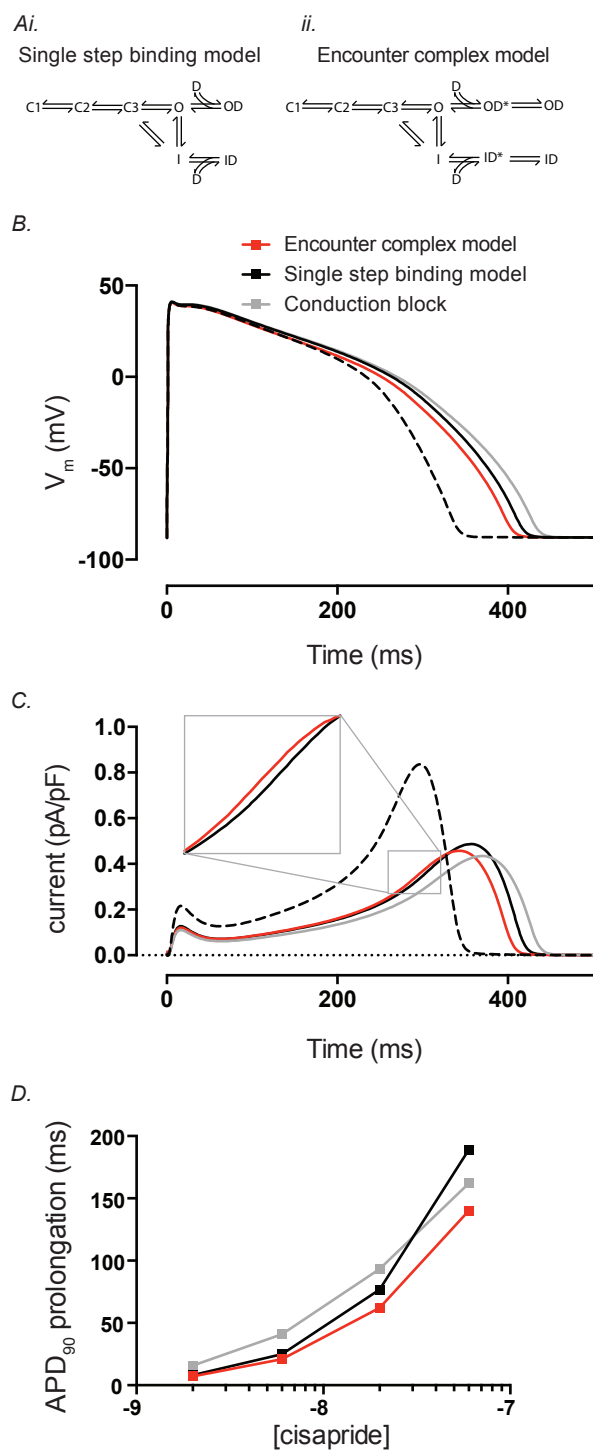 Ai.
ii.
Single step binding model
Encounter complex model
D
C1 C2 C3 O OD
I ID
D
D
C1 C2 C3 O OD* OD
I ID* ID
D
B.
Encounter complex model
Single step binding model
Conduction block
50
0
-50
-100
Vm (mV)
0 200 400
Time (ms)
C.
1.0
0.8
0.6
0.4
0.2
0.0
current (pA/pF)
0 200 400
Time (ms)
D.
200
150
100
50
0
APD90 prolongation (ms)
-9 -8 -7
[cisapride]